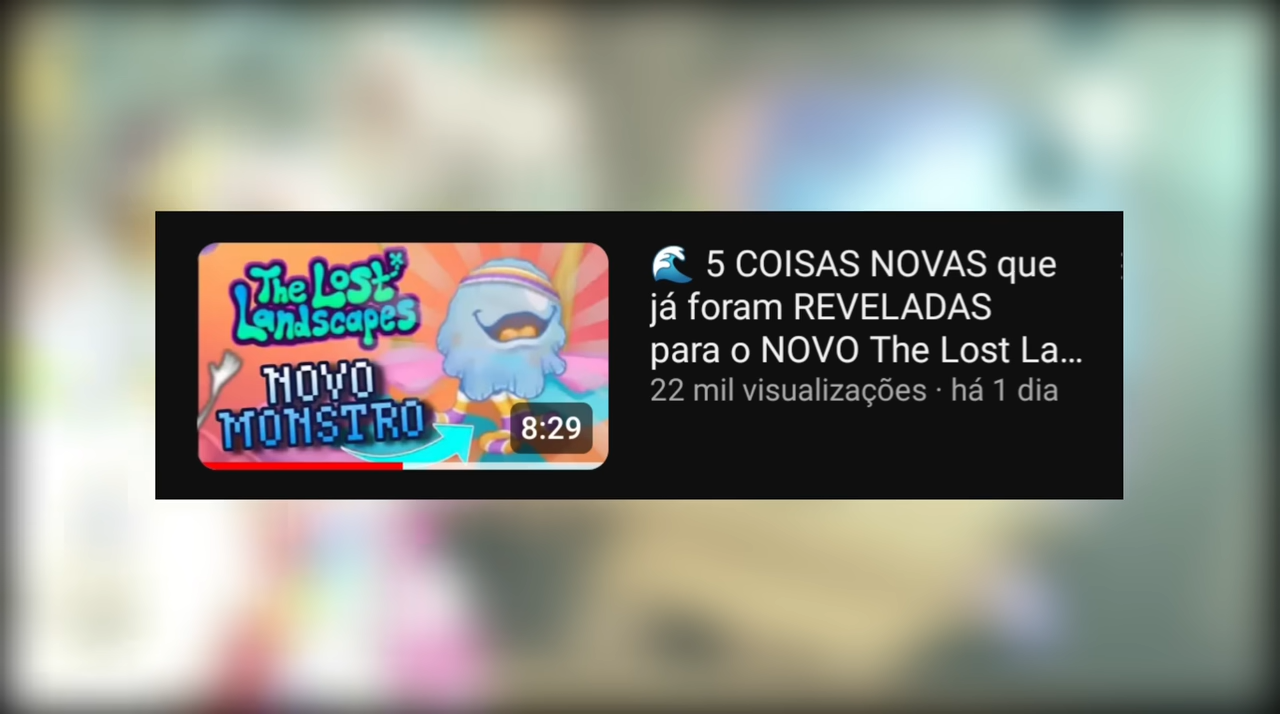 The Lost
Landscapes
NOVO
MONSTRO
8:29
🌊 5 COISAS NOVAS que
já foram REVELADAS
para o NOVO The Lost La...
22 mil visualizações · há 1 dia